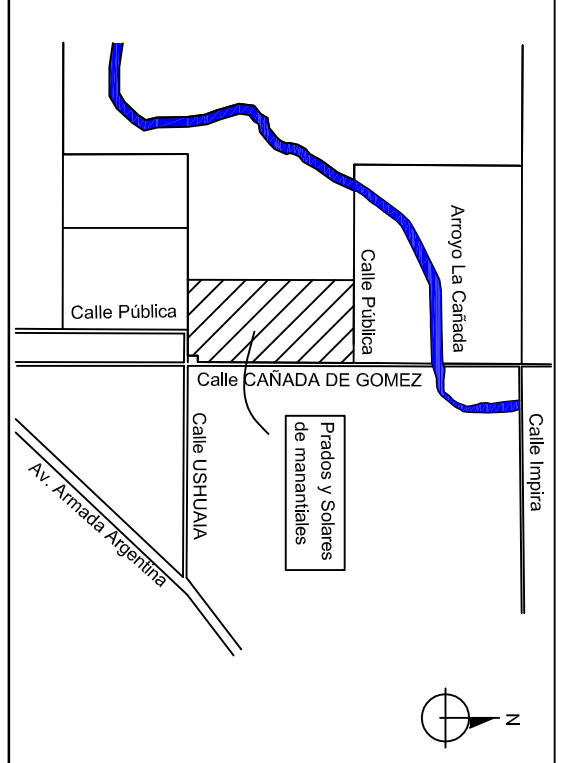 Arroyo La Cañada
Calle Pública
Calle Pública
Calle CAÑADA DE GOMEZ
Calle Impira
Prados y Solares
de manantiales
Calle USHUAIA
Av. Armada Argentina
N